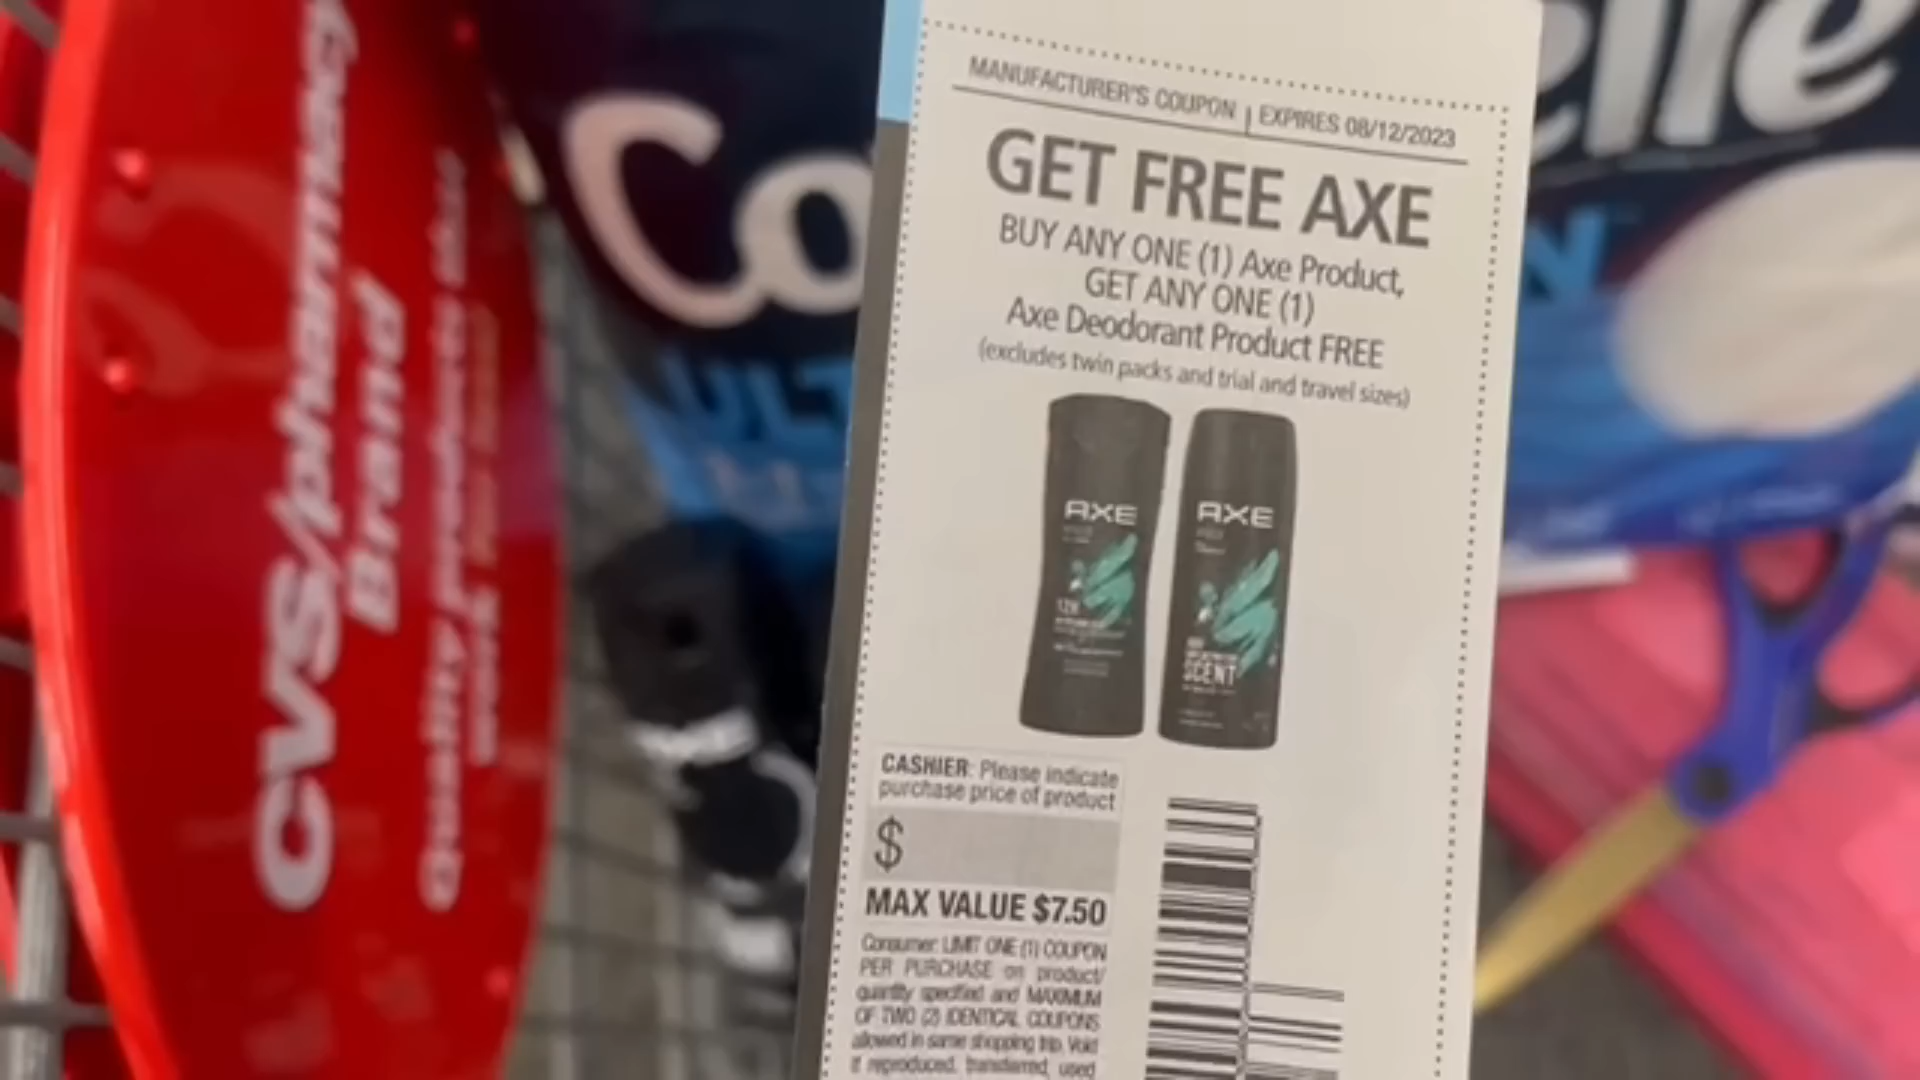 CVS/pharmacy
Brand
Co
elle
ULT
MANUFACTURER'S COUPON | EXPIRES 08/12/2023
GET FREE AXE
BUY ANY ONE (1) Axe Product,
GET ANY ONE (1)
Axe Deodorant Product FREE
(excludes twin packs and trial and travel sizes)
AXE
AXE
12H
SCENT
CASHIER: Please indicate
purchase price of product
$
MAX VALUE $7.50
Consumer: LIMIT ONE (1) COUPON
PER PURCHASE on product/
quantity specified and MAXIMUM
OF TWO (2) IDENTICAL COUPONS
allowed in same shopping trip. Void
if reproduced, transferred, used